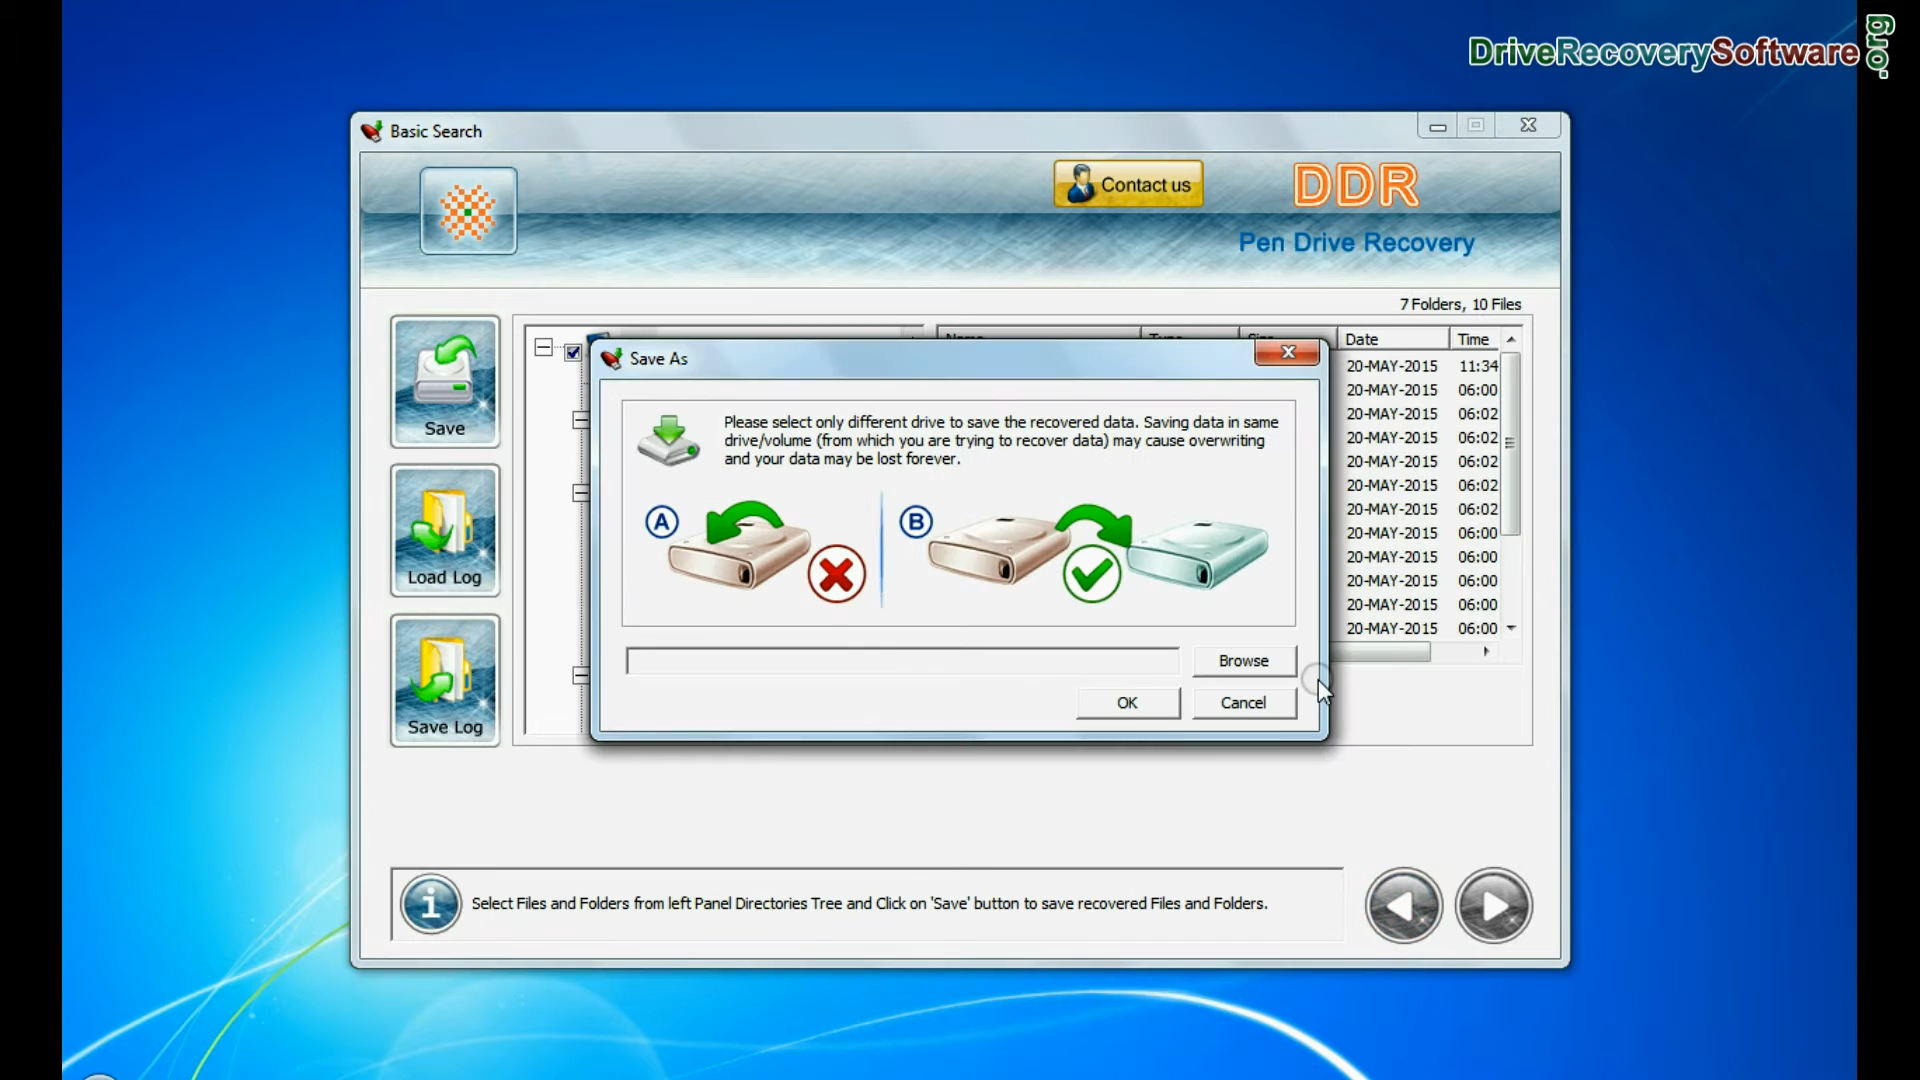 DriveRecoverySoftware.org
Basic Search
Contact us
DDR
Pen Drive Recovery
7 Folders, 10 Files
Save
Load Log
Save Log
Date Time
20-MAY-2015 11:34
20-MAY-2015 06:00
20-MAY-2015 06:02
20-MAY-2015 06:02
20-MAY-2015 06:02
20-MAY-2015 06:02
20-MAY-2015 06:02
20-MAY-2015 06:00
20-MAY-2015 06:00
20-MAY-2015 06:00
20-MAY-2015 06:00
20-MAY-2015 06:00
Save As
Please select only different drive to save the recovered data. Saving data in same
drive/volume (from which you are trying to recover data) may cause overwriting
and your data may be lost forever.
A
B
Browse
OK
Cancel
Select Files and Folders from left Panel Directories Tree and Click on 'Save' button to save recovered Files and Folders.